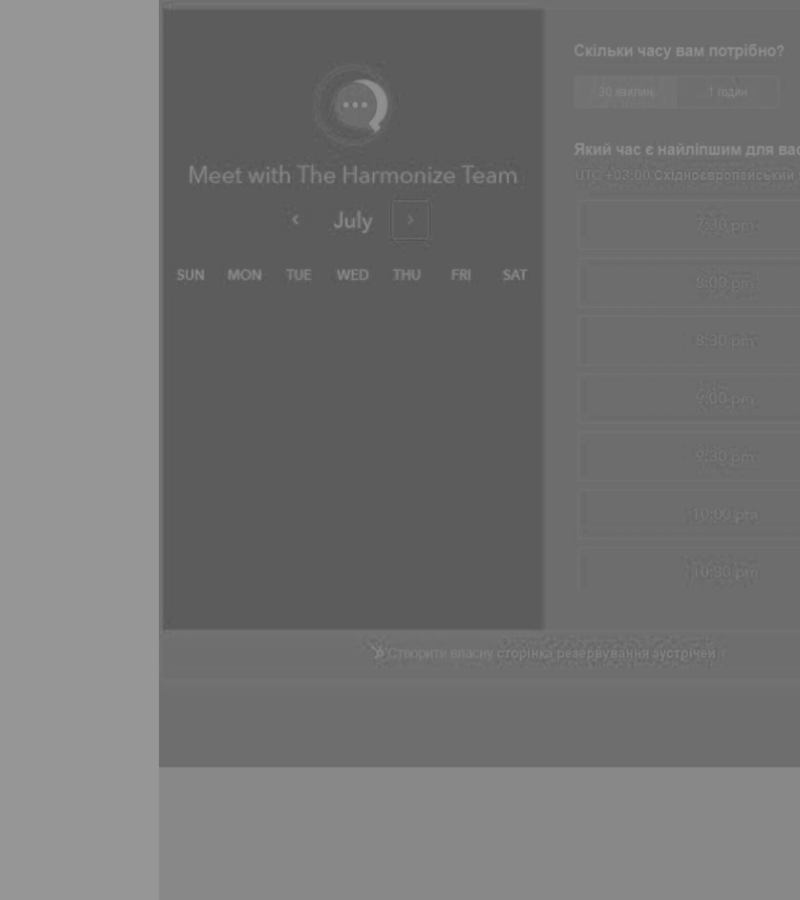 Meet with The Harmonize Team
July
SUN MON TUE WED THU FRI SAT
Скільки часу вам потрібно?
30 хвилин 1 годин
Який час є найліпшим для вас
UTC +03:00 Східноєвропейський
7:30 pm
8:00 pm
8:30 pm
9:00 pm
9:30 pm
10:00 pm
10:30 pm
Створити власну сторінка резервування зустрічей